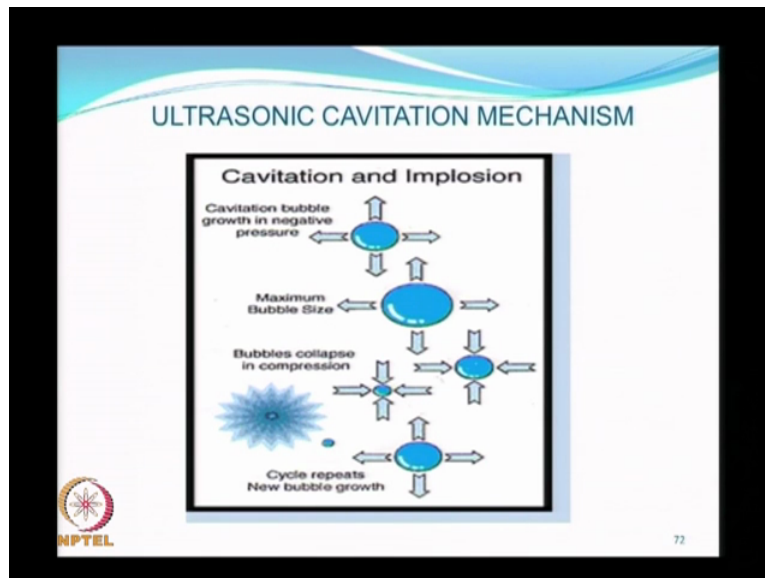 ULTRASONIC CAVITATION MECHANISM
Cavitation and Implosion
Cavitation bubble
growth in negative
pressure
Maximum
Bubble Size
Bubbles collapse
in compression
Cycle repeats
New bubble growth
NPTEL
72